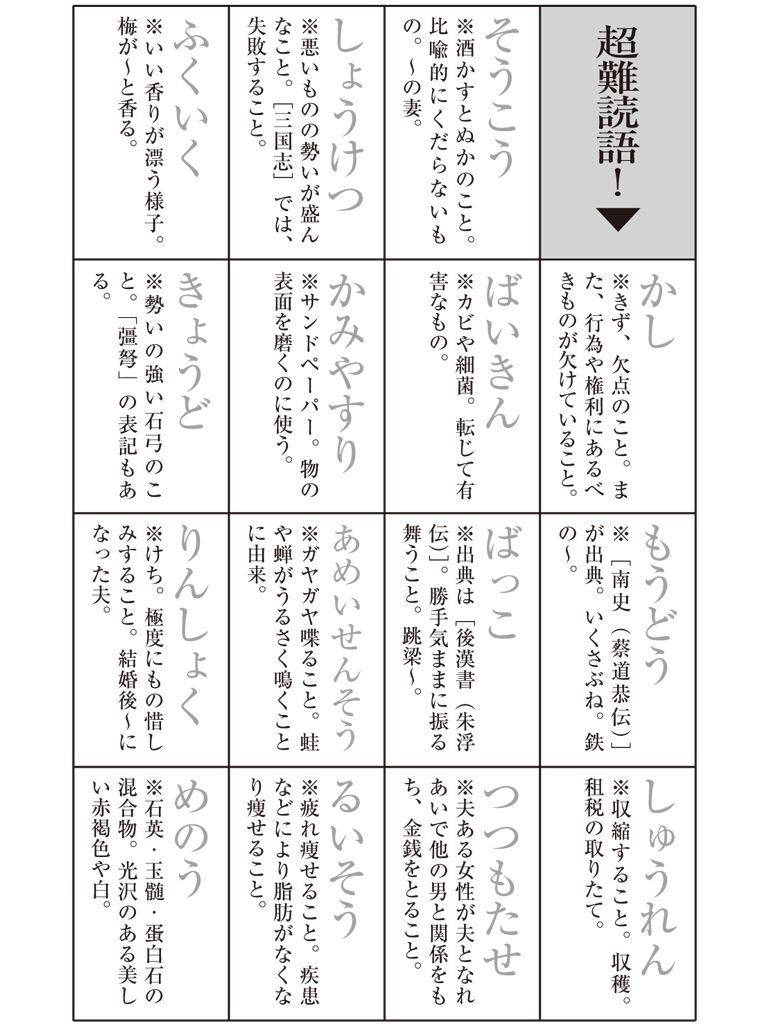 超難読語！▼
かし
※きず、欠点のこと。ま
た、行為や権利にあるべ
きものが欠けていること。
もうどう
※［南史（蔡道恭伝）］
が出典。いくさぶね。鉄
の～。
しゅうれん
※収縮すること。収穫。
租税の取りたて。
そうこう
※酒かすとぬかのこと。
比喩的にくだらないも
の。～の妻。
ばいきん
※カビや細菌。転じて有
害なもの。
ばっこ
※出典は［後漢書（朱浮
伝）］。勝手気ままに振る
舞うこと。跳梁～。
つつもたせ
※夫ある女性が夫となれ
あいで他の男と関係をも
ち、金銭をとること。
しょうけつ
※悪いものの勢いが盛ん
なこと。［三国志］では、
失敗すること。
かみやすり
※サンドペーパー。物の
表面を磨くのに使う。
あめいせんそう
※ガヤガヤ喋ること。蛙
や蝉がうるさく鳴くこと
に由来。
るいそう
※疲れ痩せること。疾患
などにより脂肪がなくな
り痩せること。
ふくいく
※いい香りが漂う様子。
梅が～と香る。
きょうど
※勢いの強い石弓のこ
と。「彊弩」の表記もあ
る。
りんしょく
※けち。極度にもの惜し
みすること。結婚後～に
なった夫。
めのう
※石英・玉髄・蛋白石の
混合物。光沢のある美し
い赤褐色や白。